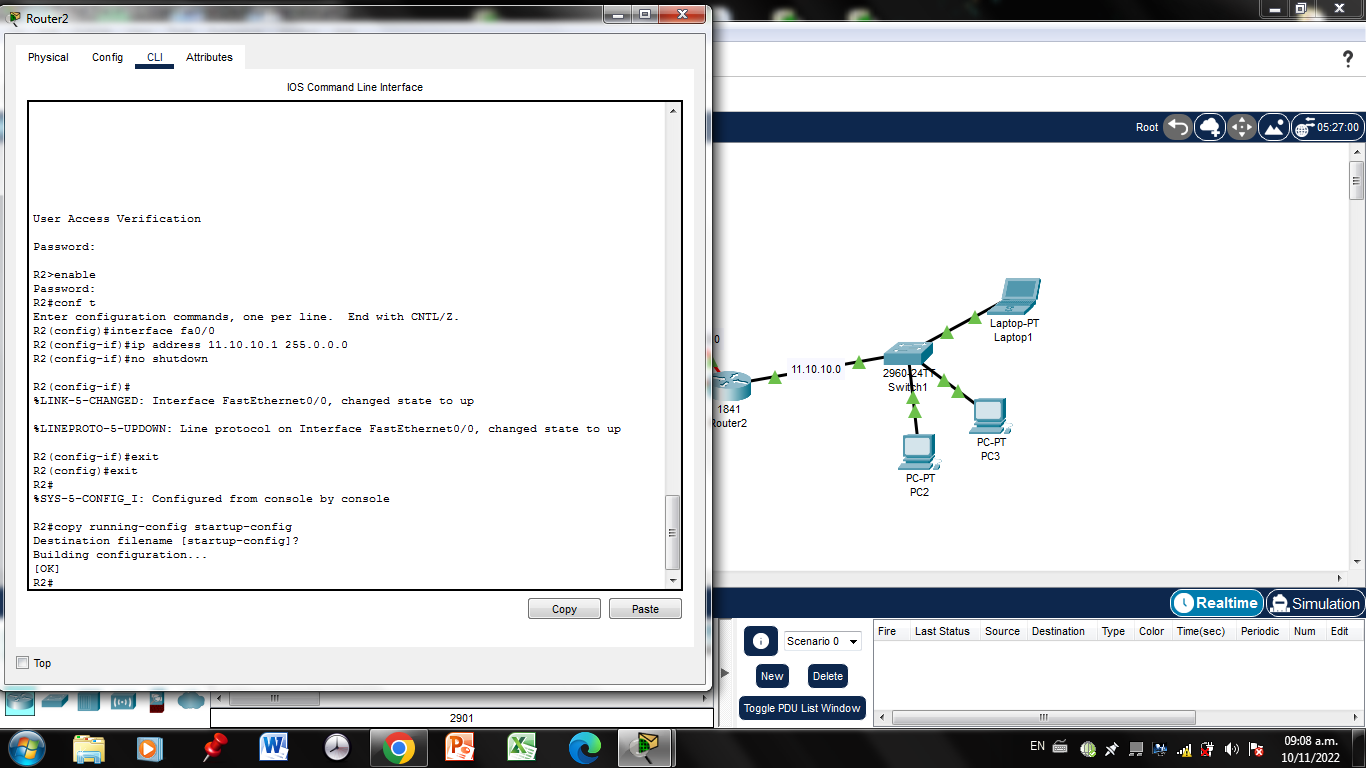 Router2
Physical Config CLI Attributes
IOS Command Line Interface
User Access Verification
Password:
R2>enable
Password:
R2#conf t
Enter configuration commands, one per line.  End with CNTL/Z.
R2(config)#interface fa0/0
R2(config-if)#ip address 11.10.10.1 255.0.0.0
R2(config-if)#no shutdown
R2(config-if)#
%LINK-5-CHANGED: Interface FastEthernet0/0, changed state to up
%LINEPROTO-5-UPDOWN: Line protocol on Interface FastEthernet0/0, changed state to up
R2(config-if)#exit
R2(config)#exit
R2#
%SYS-5-CONFIG_I: Configured from console by console
R2#copy running-config startup-config
Destination filename [startup-config]?
Building configuration...
[OK]
R2#
Copy Paste
Top
?
Root 05:27:00
Laptop-PT
Laptop1
0
11.10.10.0
2960-24TT
Switch1
1841
Router2
PC-PT
PC3
PC-PT
PC2
Realtime Simulation
Scenario 0
New Delete
Toggle PDU List Window
Fire Last Status Source Destination Type Color Time(sec) Periodic Num Edit
2901
EN
09:08 a.m.
10/11/2022